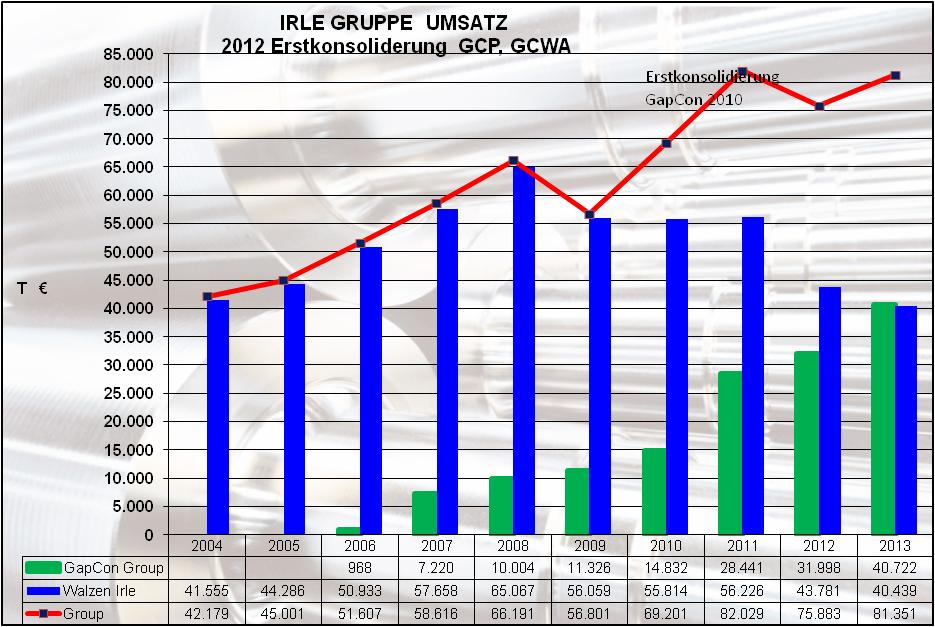 IRLE GRUPPE UMSATZ
2012 Erstkonsoliderung GCP, GCWA
Erstkonsolidierung
GapCon 2010
T €
85.000
80.000
75.000
70.000
65.000
60.000
55.000
50.000
45.000
40.000
35.000
30.000
25.000
20.000
15.000
10.000
5.000
0
2004 2005 2006 2007 2008 2009 2010 2011 2012 2013
GapCon Group 968 7.220 10.004 11.326 14.832 28.441 31.998 40.722
Walzen Irle 41.555 44.286 50.933 57.658 65.067 56.059 55.814 56.226 43.781 40.439
Group 42.179 45.001 51.607 58.616 66.191 56.801 69.201 82.029 75.883 81.351